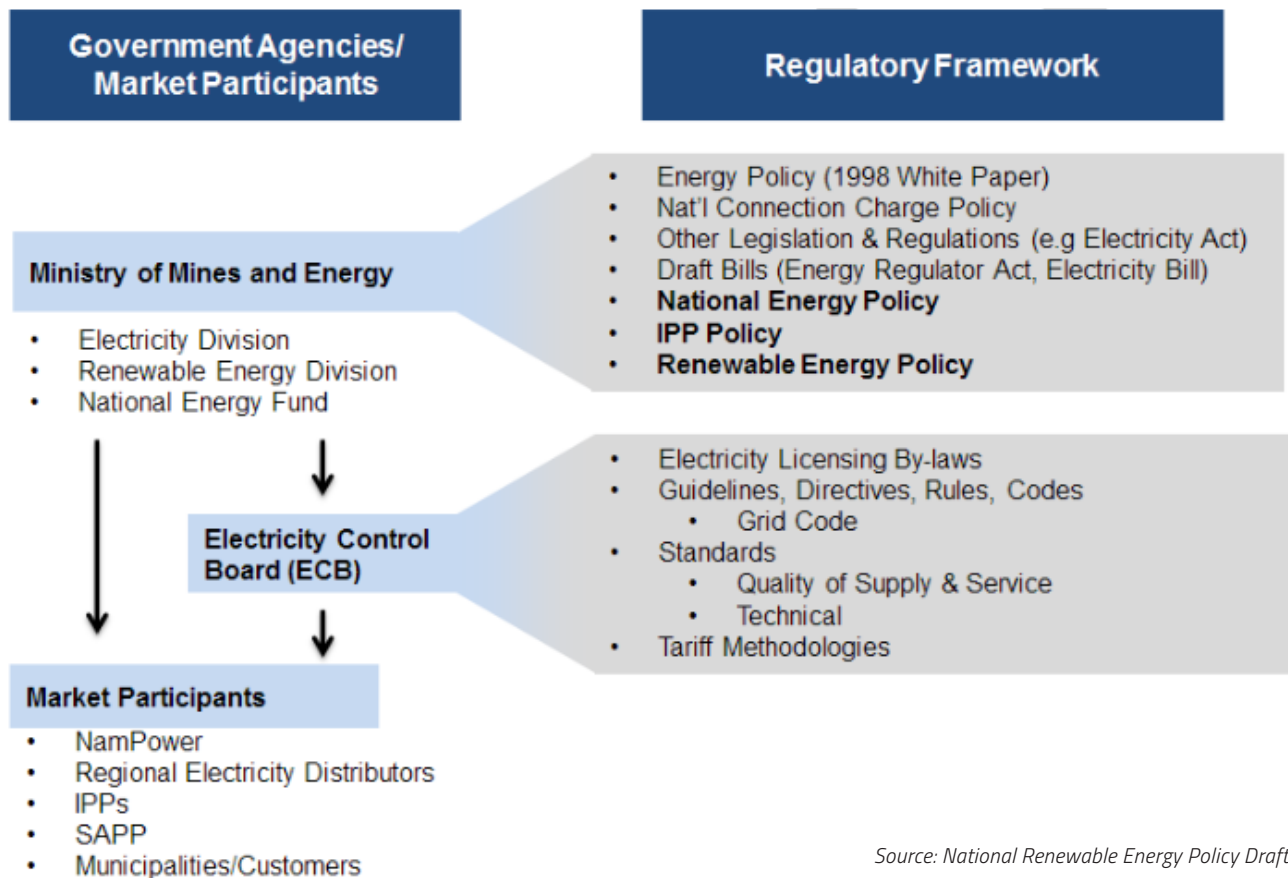 Government Agencies/
Market Participants
Regulatory Framework
Ministry of Mines and Energy
• Electricity Division
• Renewable Energy Division
• National Energy Fund
• Energy Policy (1998 White Paper)
• Nat'l Connection Charge Policy
• Other Legislation & Regulations (e.g Electricity Act)
• Draft Bills (Energy Regulator Act, Electricity Bill)
• National Energy Policy
• IPP Policy
• Renewable Energy Policy
Electricity Control
Board (ECB)
• Electricity Licensing By-laws
• Guidelines, Directives, Rules, Codes
• Grid Code
• Standards
• Quality of Supply & Service
• Technical
• Tariff Methodologies
Market Participants
• NamPower
• Regional Electricity Distributors
• IPPs
• SAPP
• Municipalities/Customers
Source: National Renewable Energy Policy Draft